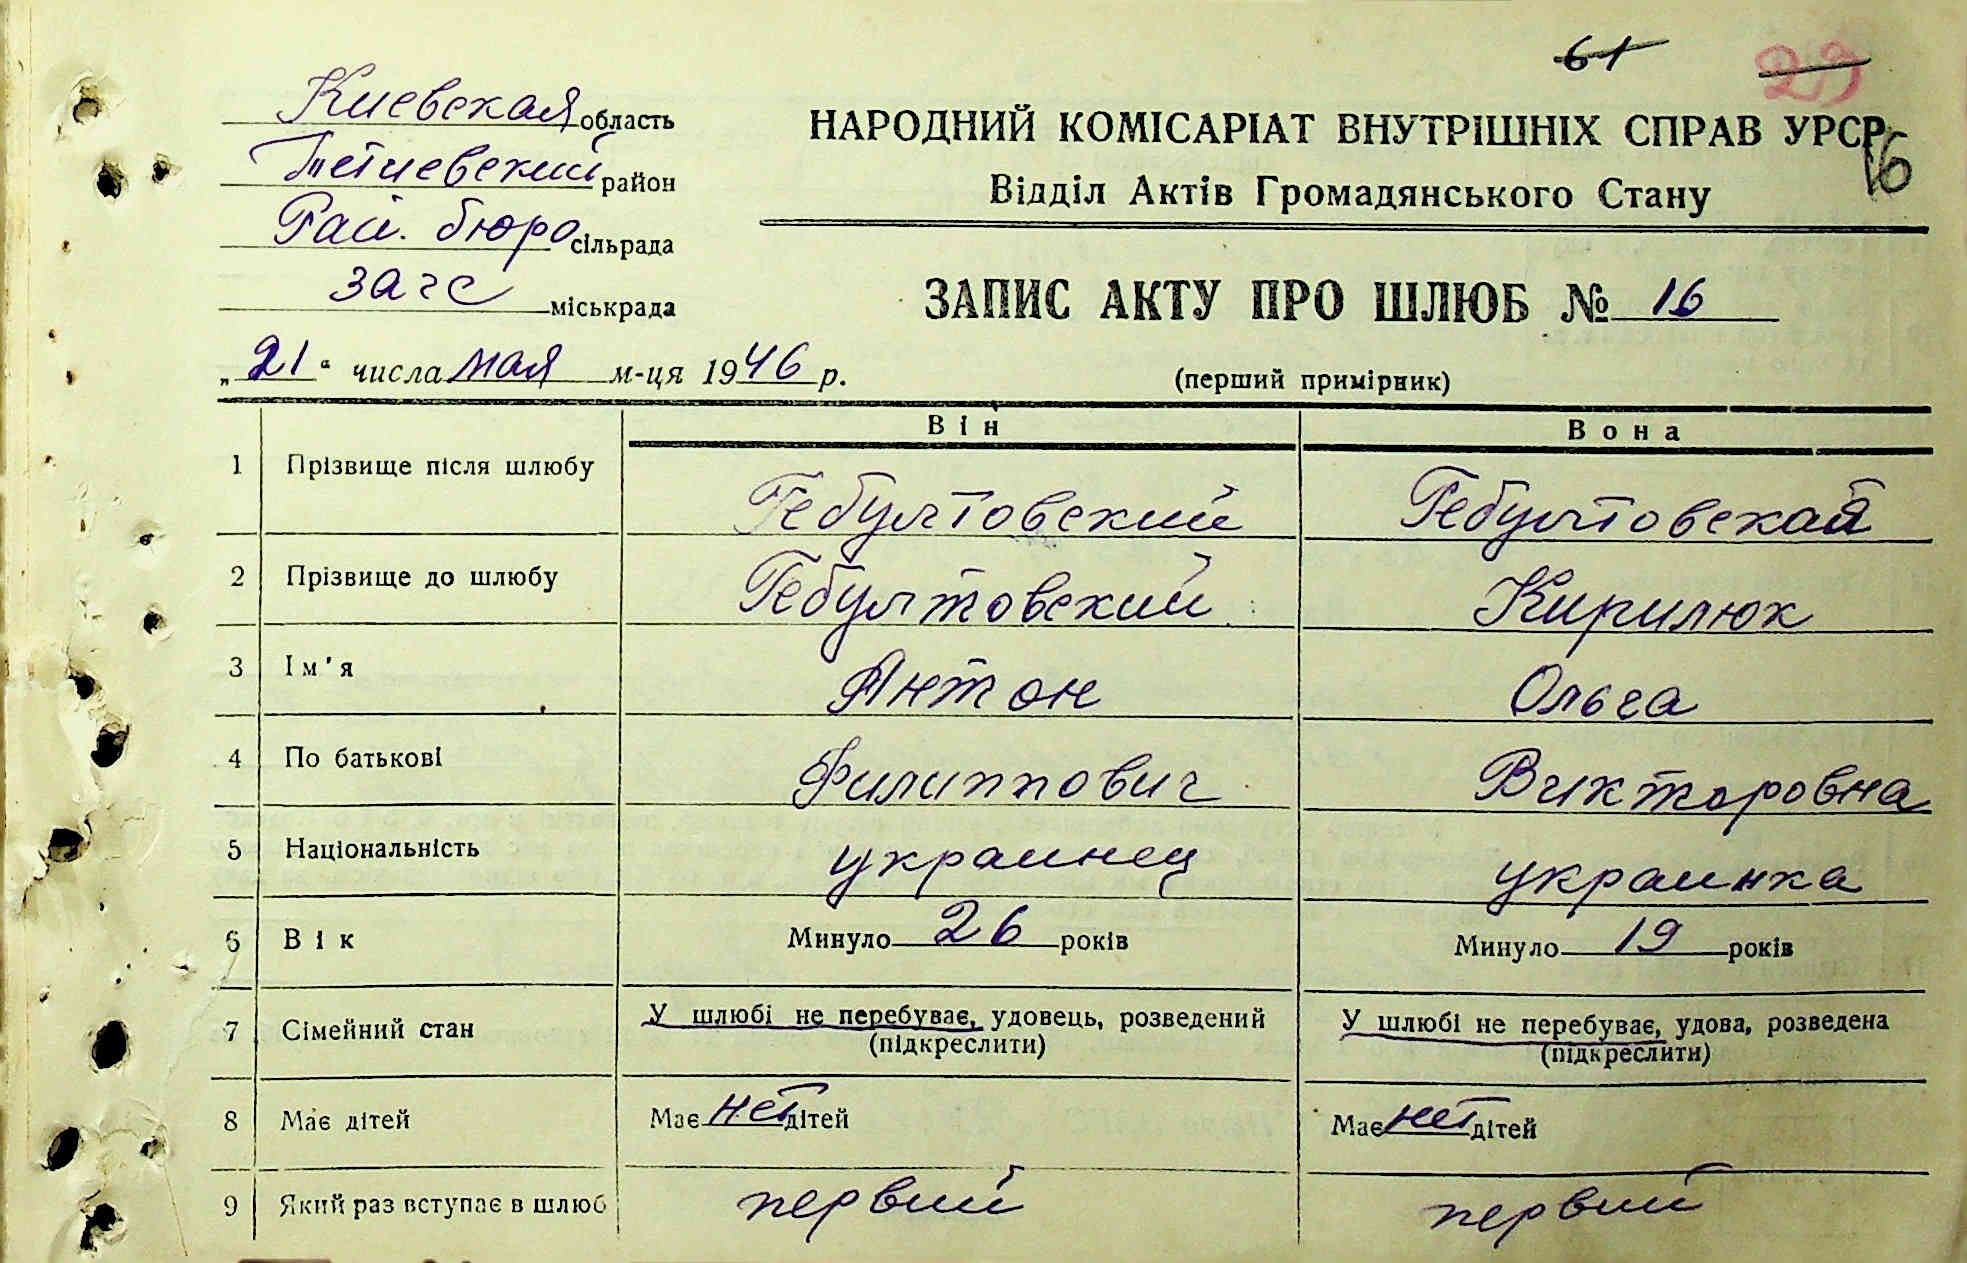 61 29
Киевская область
Тетиевский район
Рай. бюро сільрада
загс міськрада
НАРОДНИЙ КОМІСАРІАТ ВНУТРІШНІХ СПРАВ УРСР
16
Відділ Актів Громадянського Стану
ЗАПИС АКТУ ПРО ШЛЮБ № 16
„21" числа мая м-ця 1946 р.
(перший примірник)
Він Вона
1 Прізвище після шлюбу Гебултовский Гебултовская
2 Прізвище до шлюбу Гебултовский Кирилюк
3 Ім'я Антон Ольга
4 По батькові Филиппович Викторовна
5 Національність украинец украинка
6 Вік Минуло 26 років Минуло 19 років
7 Сімейний стан У шлюбі не перебуває, удовець, розведений У шлюбі не перебуває, удова, розведена
(підкреслити) (підкреслити)
8 Має дітей Має нет дітей Має нет дітей
9 Який раз вступає в шлюб первий первий